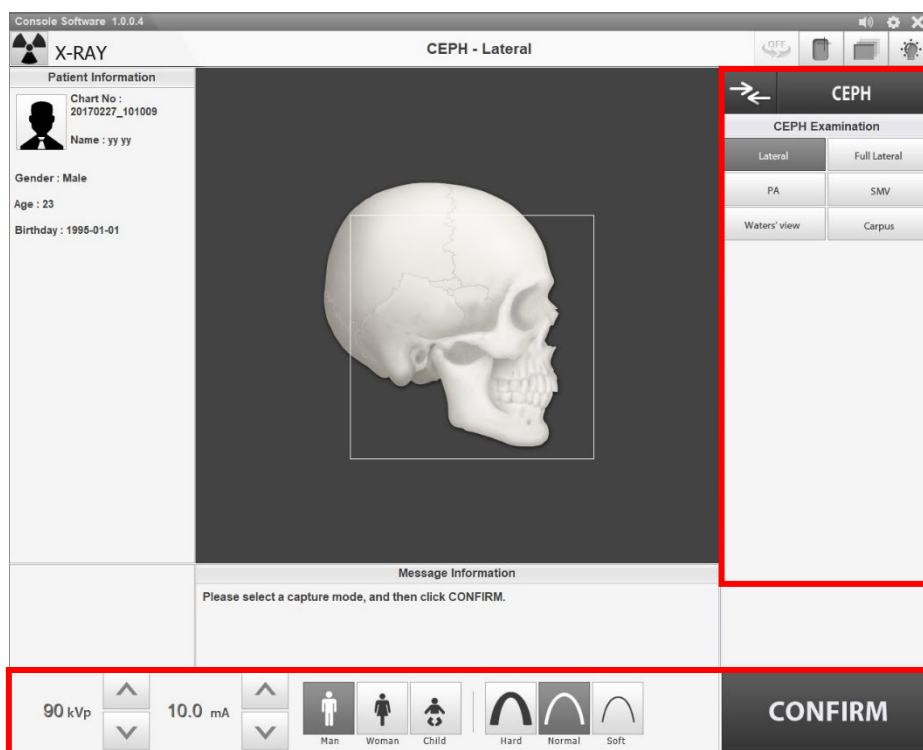 Console Software 1.0.0.4
X-RAY
CEPH - Lateral
OFF
Patient Information
Chart No :
20170227_101009
Name : yy yy
Gender : Male
Age : 23
Birthday : 1995-01-01
CEPH
CEPH Examination
Lateral
Full Lateral
PA
SMV
Waters' view
Carpus
Message Information
Please select a capture mode, and then click CONFIRM.
90 kVp
10.0 mA
Man
Woman
Child
Hard
Normal
Soft
CONFIRM